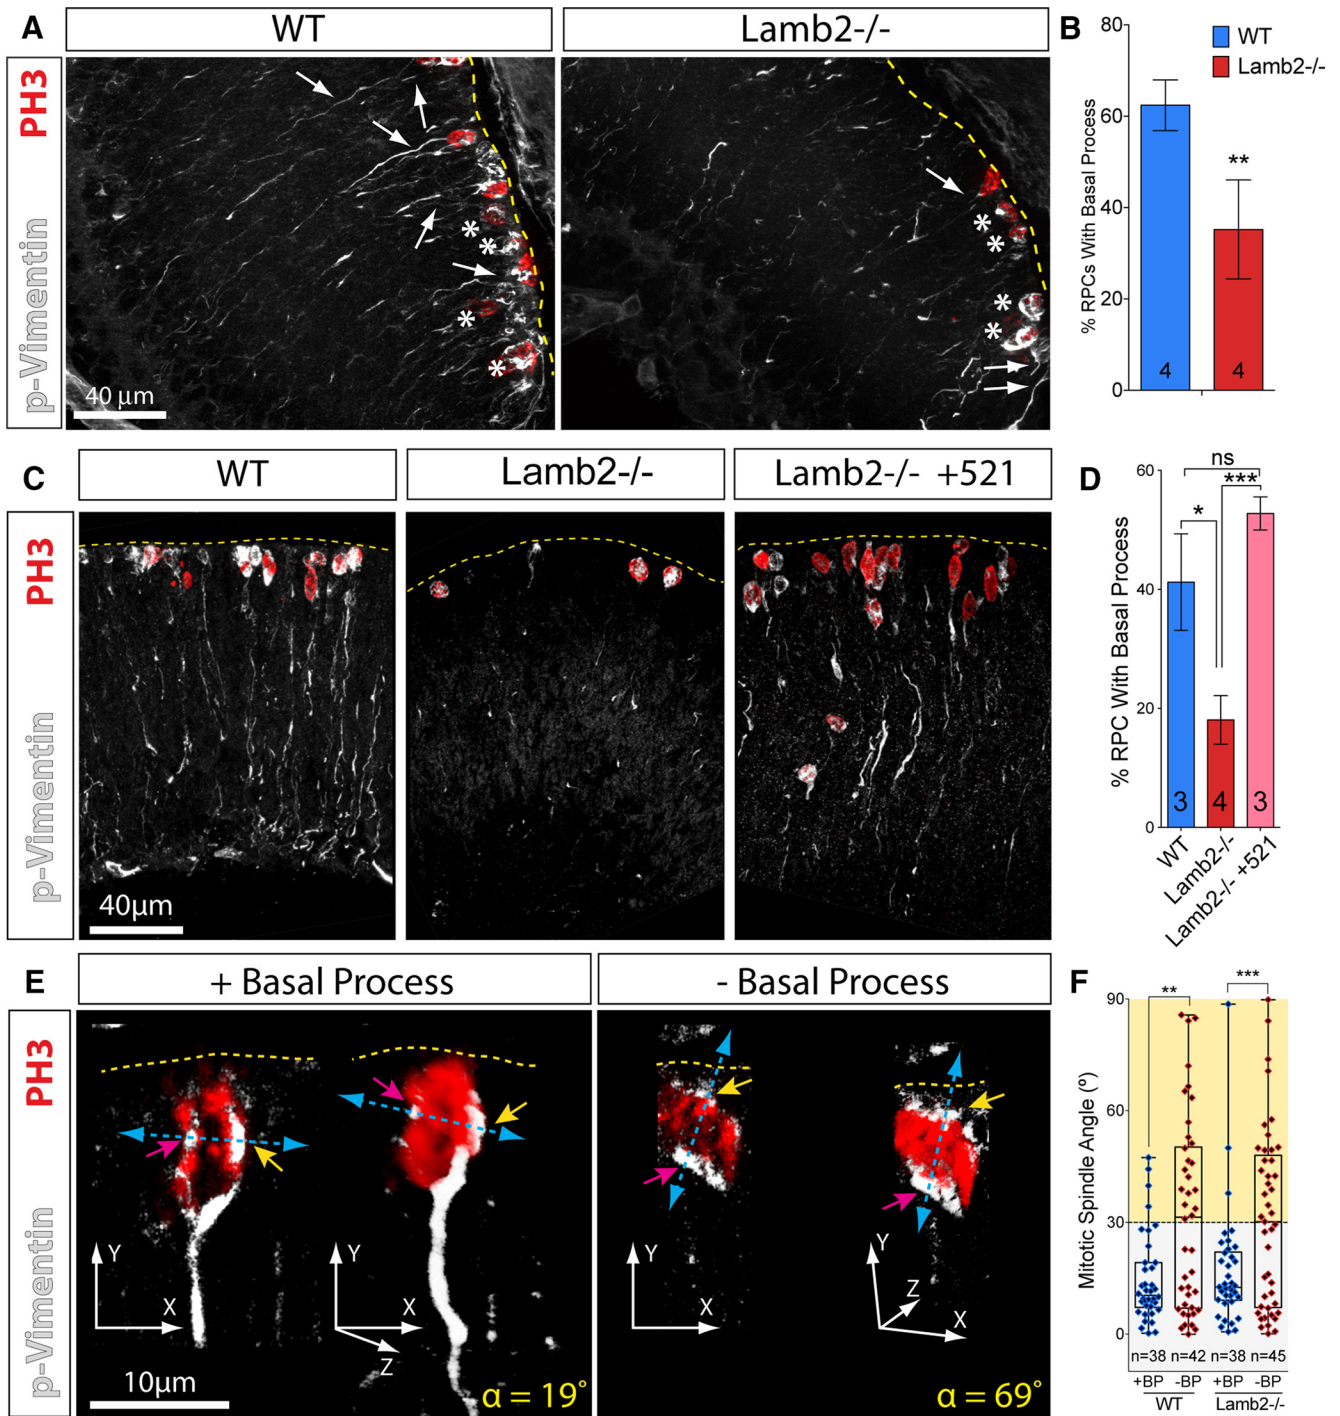 A
WT
Lamb2-/-
PH3
p-Vimentin
* * * *
* * * *
40 μm
B
WT
Lamb2-/-
% RPCs With Basal Process
80
60
40
20
0
**
4
4
C
WT
Lamb2-/-
Lamb2-/- +521
PH3
p-Vimentin
40μm
D
% RPC With Basal Process
60
40
20
0
ns
***
*
3
4
3
WT
Lamb2-/-
Lamb2-/- +521
E
+ Basal Process
- Basal Process
PH3
p-Vimentin
Y
X
Y
X
Z
Y
X
Y
Z
X
10μm
α = 19°
α = 69°
F
Mitotic Spindle Angle (º)
90
60
30
0
**
***
n=38 n=42 n=38 n=45
+BP -BP +BP -BP
WT Lamb2-/-